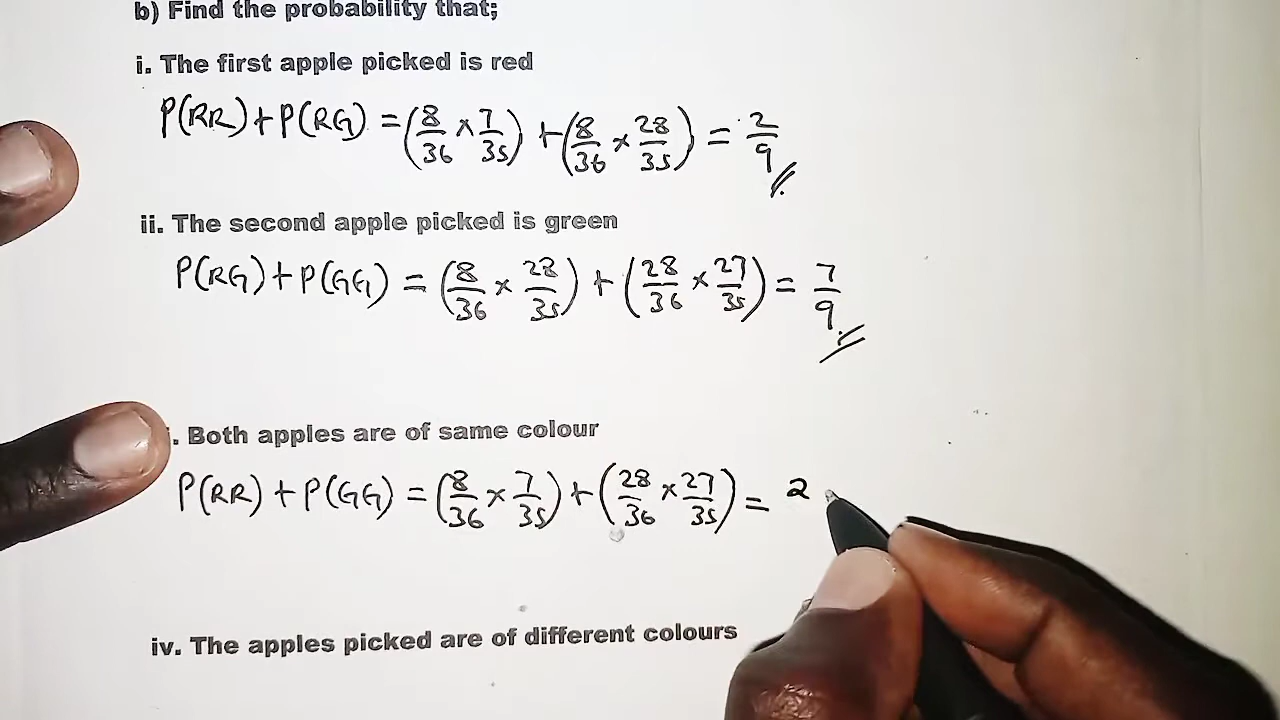 b) Find the probability that;
i. The first apple picked is red
P(RR)+P(RG) = (8/36 × 7/35) + (8/36 × 28/35) = 2/9
ii. The second apple picked is green
P(RG)+P(GG) = (8/36 × 28/35) + (28/36 × 27/35) = 7/9
. Both apples are of same colour
P(RR) + P(GG) = (8/36 × 7/35) + (28/36 × 27/35) = 2
iv. The apples picked are of different colours